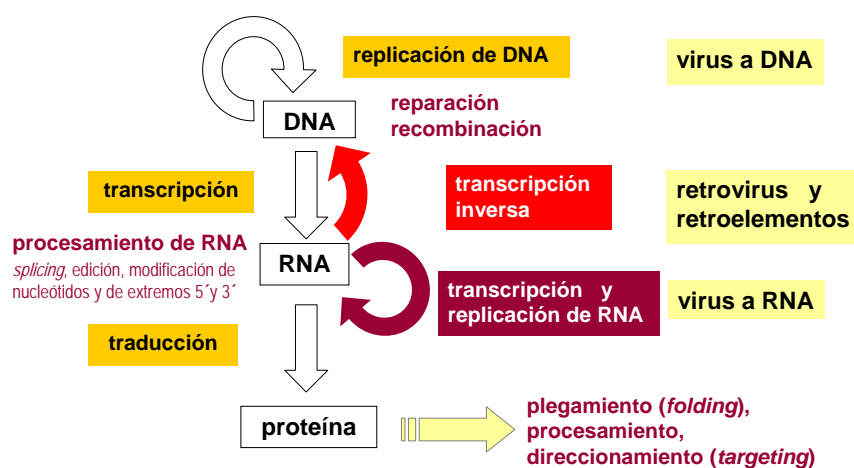 replicación de DNA
virus a DNA
DNA
reparación
recombinación
transcripción
transcripción
inversa
retrovirus y
retroelementos
procesamiento de RNA
splicing, edición, modificación de
nucleótidos y de extremos 5´y 3´
RNA
transcripción y
replicación de RNA
virus a RNA
traducción
proteína
plegamiento (folding),
procesamiento,
direccionamiento (targeting)